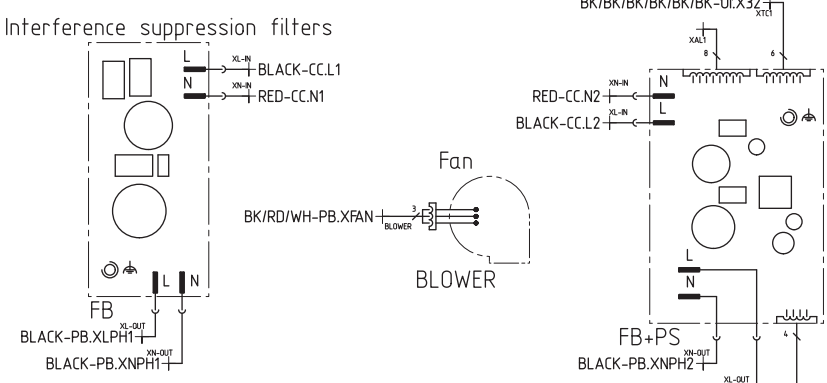 BK/BK/BK/BK/BK/BK-UI.X32
XTC1
Interference suppression filters
XAL1
8
6
L
XL-IN
BLACK-CC.L1
N
XN-IN
RED-CC.N1
RED-CC.N2
XN-IN
N
BLACK-CC.L2
XL-IN
L
Fan
BK/RD/WH-PB.XFAN
3
BLOWER
BLOWER
L
N
FB
BLACK-PB.XLPH1
XL-OUT
BLACK-PB.XNPH1
XN-OUT
L
N
FB+PS
4
BLACK-PB.XNPH2
XN-OUT
XL-OUT